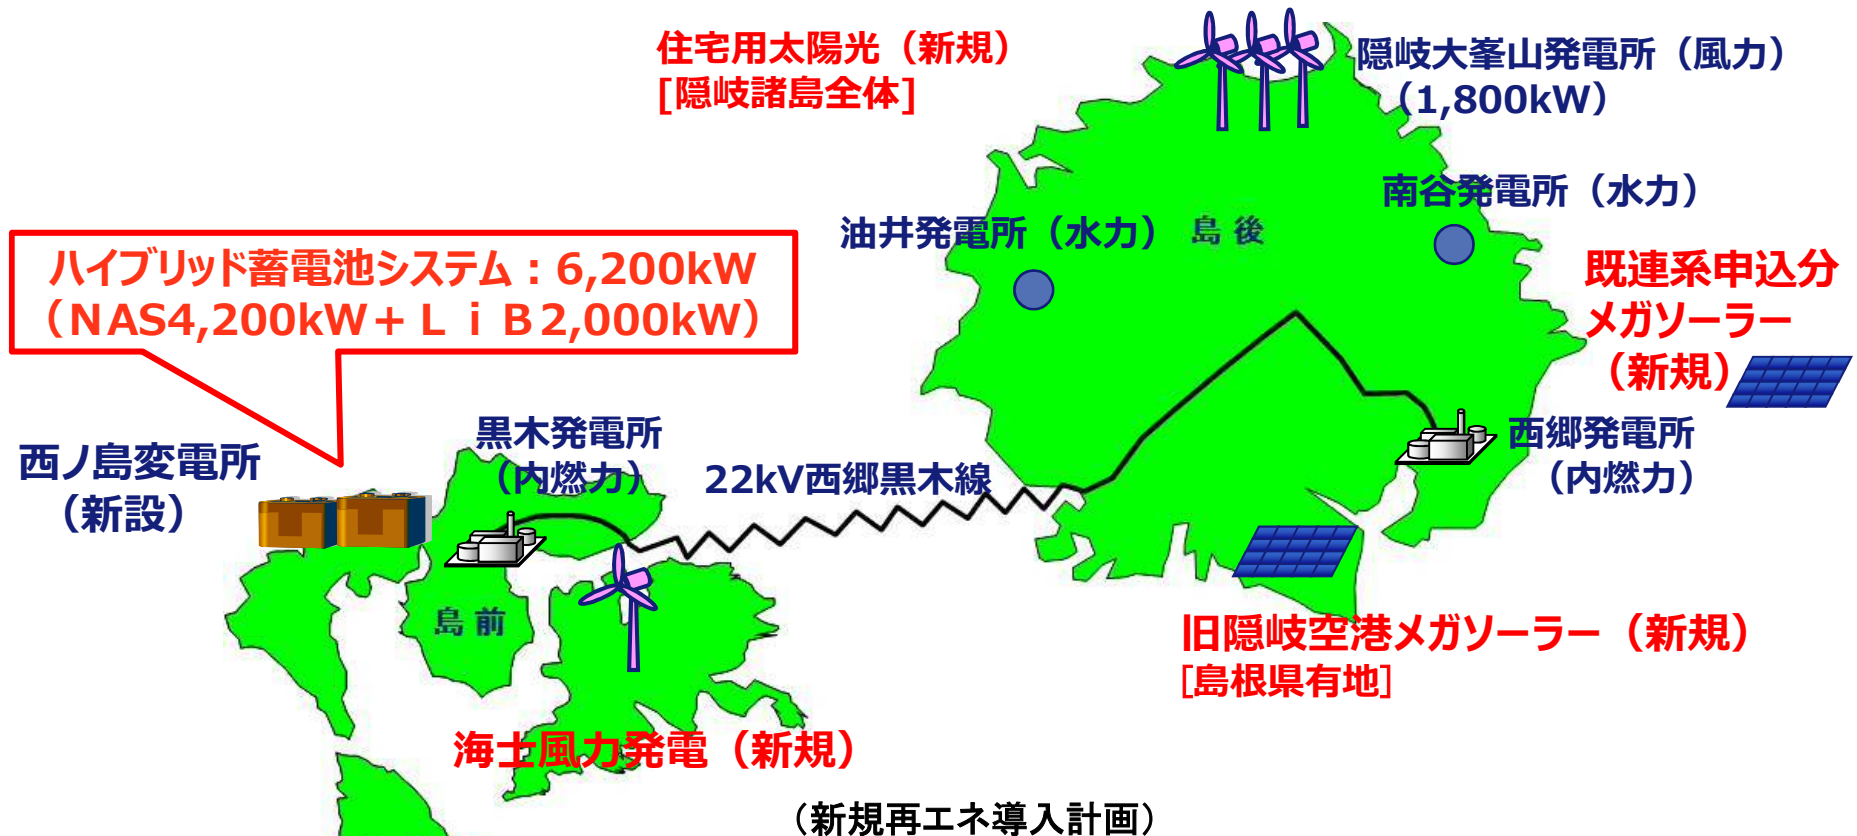 住宅用太陽光（新規）
[隠岐諸島全体]
隠岐大峯山発電所（風力）
（1,800kW）
南谷発電所（水力）
油井発電所（水力）
島後
ハイブリッド蓄電池システム：6,200kW
（NAS4,200kW＋ＬｉＢ2,000kW）
既連系申込分
メガソーラー
（新規）
西ノ島変電所
（新設）
黒木発電所
（内燃力）
22kV西郷黒木線
西郷発電所
（内燃力）
島前
旧隠岐空港メガソーラー（新規）
[島根県有地]
海士風力発電（新規）
（新規再エネ導入計画）